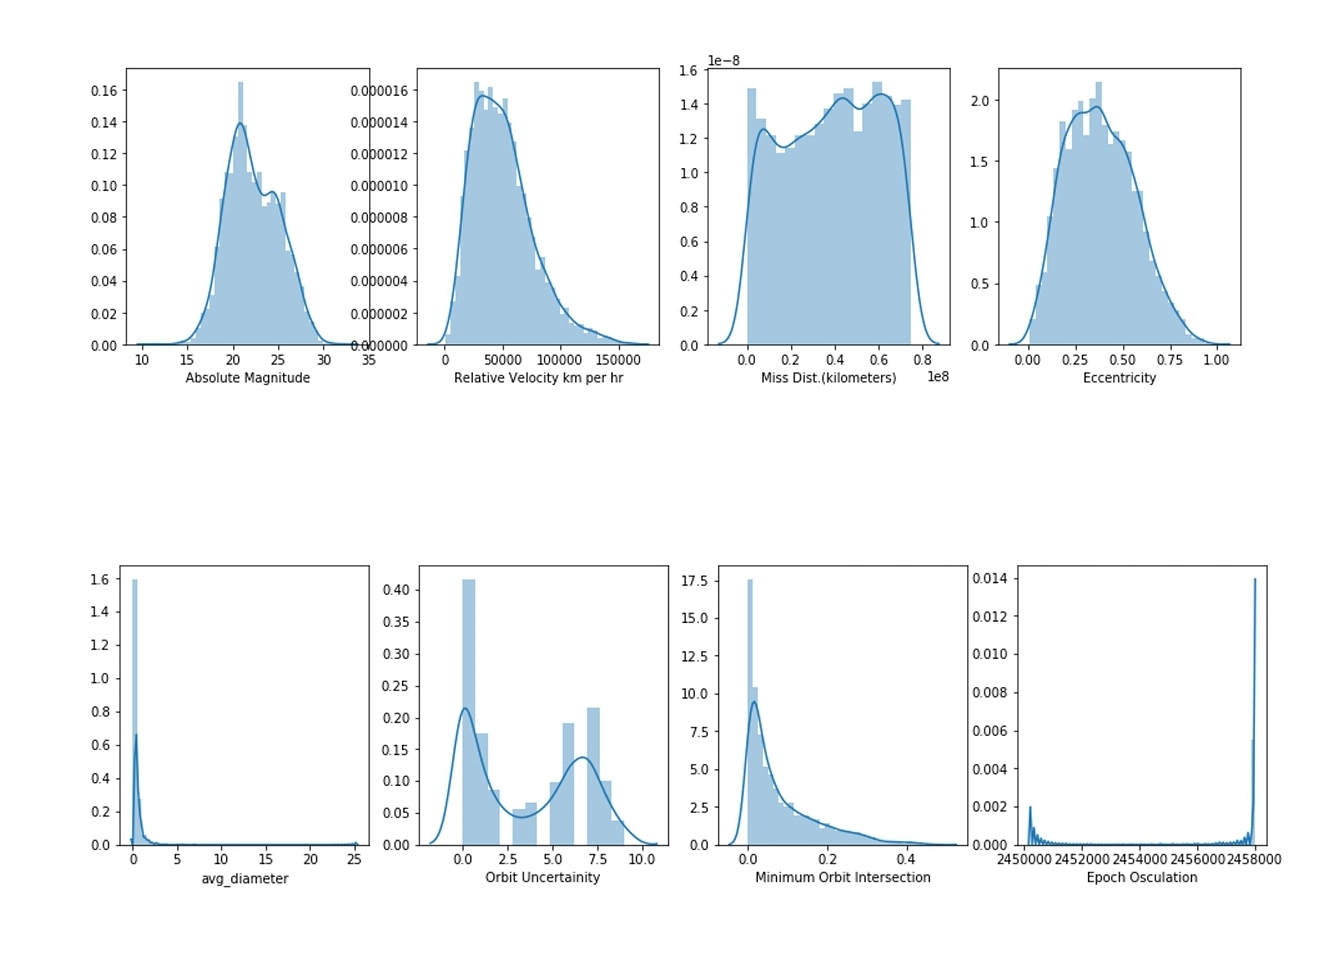 1e−8
0.16 0.14 0.12 0.10 0.08 0.06 0.04 0.02 0.00
10 15 20 25 30 35
Absolute Magnitude
0.000016 0.000014 0.000012 0.000010 0.000008 0.000006 0.000004 0.000002 0.000000
0 50000 100000 150000
Relative Velocity km per hr
1.6 1.4 1.2 1.0 0.8 0.6 0.4 0.2 0.0
0.0 0.2 0.4 0.6 0.8
Miss Dist.(kilometers) 1e8
2.0 1.5 1.0 0.5 0.0
0.00 0.25 0.50 0.75 1.00
Eccentricity
1.6 1.4 1.2 1.0 0.8 0.6 0.4 0.2 0.0
0 5 10 15 20 25
avg_diameter
0.40 0.35 0.30 0.25 0.20 0.15 0.10 0.05 0.00
0.0 2.5 5.0 7.5 10.0
Orbit Uncertainity
17.5 15.0 12.5 10.0 7.5 5.0 2.5 0.0
0.0 0.2 0.4
Minimum Orbit Intersection
0.014 0.012 0.010 0.008 0.006 0.004 0.002 0.000
2450000 2452000 2454000 2456000 2458000
Epoch Osculation